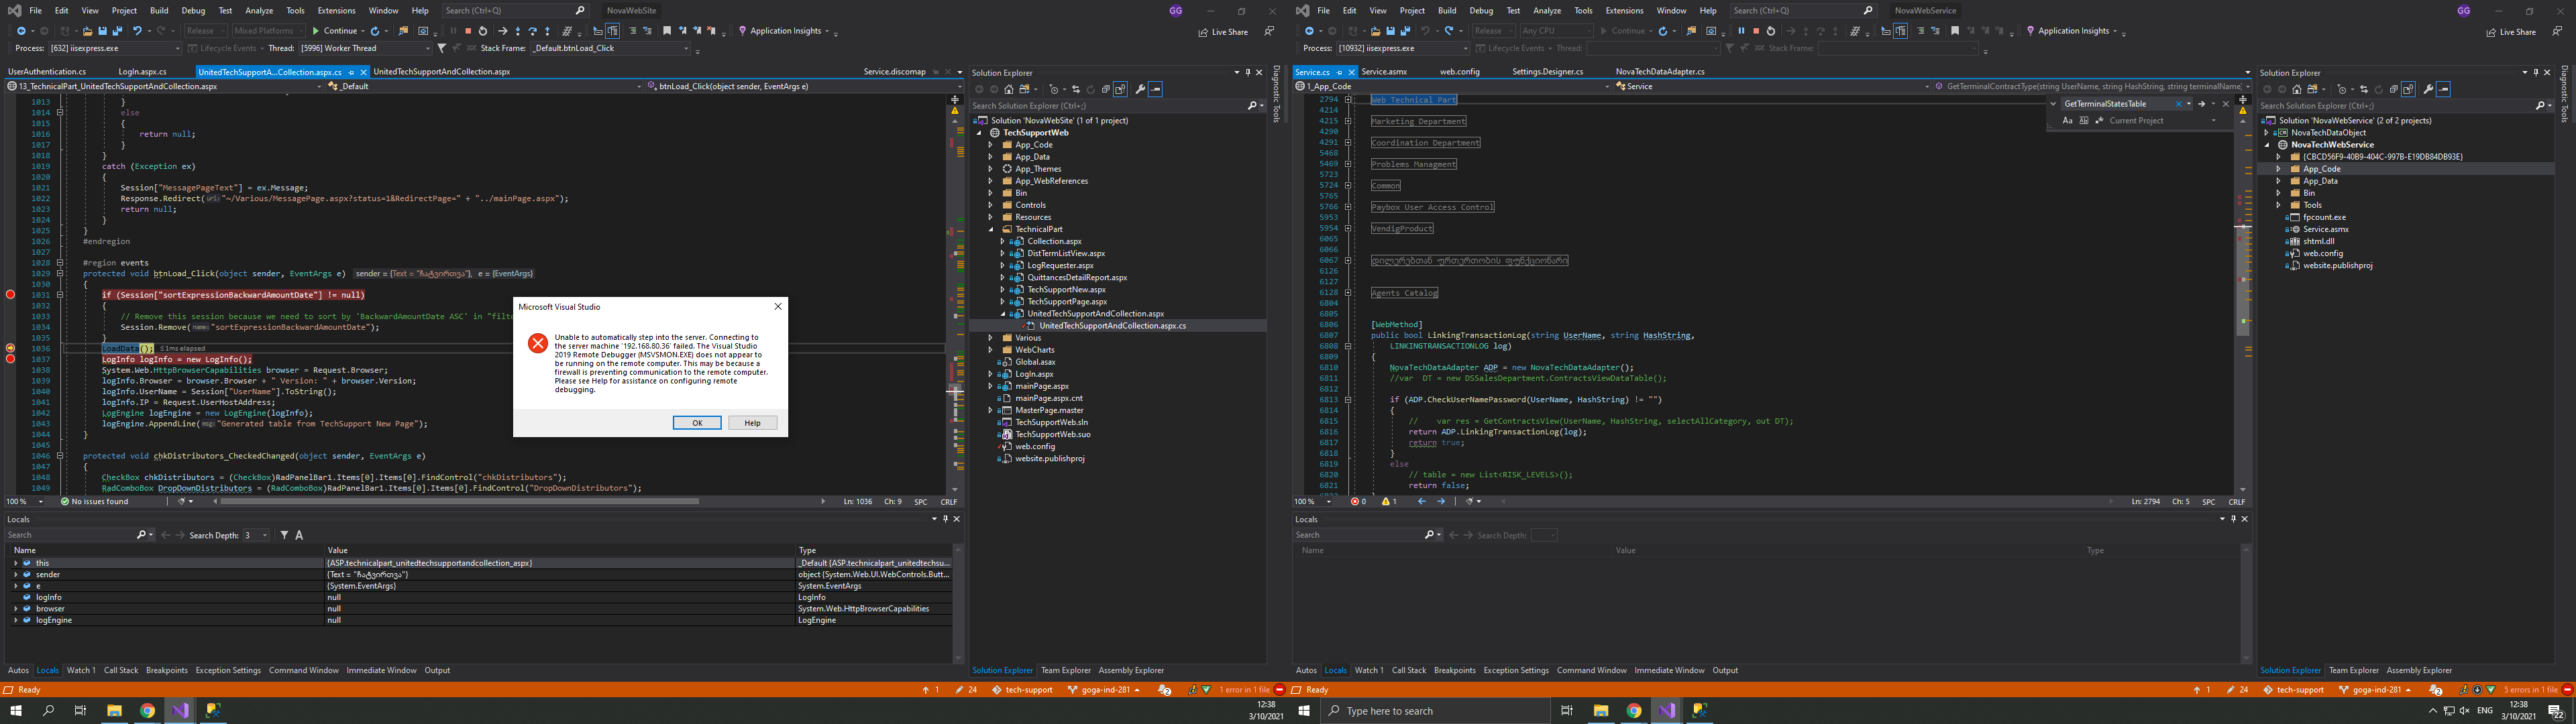 File Edit View Project Build Debug Test Analyze Tools Extensions Window Help Search (Ctrl+Q) NovaWebSite GG
Release Mixed Platforms Continue Application Insights
Process: [632] iisexpress.exe Lifecycle Events Thread: [5996] Worker Thread Stack Frame: _Default.btnLoad_Click Live Share
UserAuthentication.cs LogIn.aspx.cs UnitedTechSupportA...Collection.aspx.cs UnitedTechSupportAndCollection.aspx Service.discomap
13_TechnicalPart_UnitedTechSupportAndCollection.aspx _Default btnLoad_Click(object sender, EventArgs e)
1013 }
1014 else
1015 {
1016 return null;
1017 }
1018 }
1019 catch (Exception ex)
1020 {
1021 Session["MessagePageText"] = ex.Message;
1022 Response.Redirect(url:"~/Various/MessagePage.aspx?status=1&RedirectPage=" + "../mainPage.aspx");
1023 return null;
1024 }
1025 }
1026 #endregion
1027
1028 #region events
1029 protected void btnLoad_Click(object sender, EventArgs e) sender = {Text = "ჩატვირთვა"}, e = {EventArgs}
1030 {
1031 if (Session["sortExpressionBackwardAmountDate"] != null)
1032 {
1033 // Remove this session because we need to sort by 'BackwardAmountDate ASC' in "filte
1034 Session.Remove(name:"sortExpressionBackwardAmountDate");
1035 }
1036 LoadData(); 51ms elapsed
1037 LogInfo logInfo = new LogInfo();
1038 System.Web.HttpBrowserCapabilities browser = Request.Browser;
1039 logInfo.Browser = browser.Browser + " Version: " + browser.Version;
1040 logInfo.UserName = Session["UserName"].ToString();
1041 logInfo.IP = Request.UserHostAddress;
1042 LogEngine logEngine = new LogEngine(logInfo);
1043 logEngine.AppendLine(msg:"Generated table from TechSupport New Page");
1044 }
1045
1046 protected void chkDistributors_CheckedChanged(object sender, EventArgs e)
1047 {
1048 CheckBox chkDistributors = (CheckBox)RadPanelBar1.Items[0].Items[0].FindControl("chkDistributors");
1049 RadComboBox DropDownDistributors = (RadComboBox)RadPanelBar1.Items[0].Items[0].FindControl("DropDownDistributors");
100 % No issues found Ln: 1036 Ch: 9 SPC CRLF
Microsoft Visual Studio
Unable to automatically step into the server. Connecting to
the server machine '192.168.80.36' failed. The Visual Studio
2019 Remote Debugger (MSVSMON.EXE) does not appear to
be running on the remote computer. This may be because a
firewall is preventing communication to the remote computer.
Please see Help for assistance on configuring remote
debugging.
OK Help
Locals
Search Search Depth: 3
Name Value Type
this {ASP.technicalpart_unitedtechsupportandcollection_aspx} _Default {ASP.technicalpart_unitedtechsu...
sender {Text = "ჩატვირთვა"} object {System.Web.UI.WebControls.Butt...
e {System.EventArgs} System.EventArgs
logInfo null LogInfo
browser null System.Web.HttpBrowserCapabilities
logEngine null LogEngine
Autos Locals Watch 1 Call Stack Breakpoints Exception Settings Command Window Immediate Window Output
Solution Explorer
Search Solution Explorer (Ctrl+;)
Solution 'NovaWebSite' (1 of 1 project)
TechSupportWeb
App_Code
App_Data
App_Themes
App_WebReferences
Bin
Controls
Resources
TechnicalPart
Collection.aspx
DistTermListView.aspx
LogRequester.aspx
QuittancesDetailReport.aspx
TechSupportNew.aspx
TechSupportPage.aspx
UnitedTechSupportAndCollection.aspx
UnitedTechSupportAndCollection.aspx.cs
Various
WebCharts
Global.asax
LogIn.aspx
mainPage.aspx
mainPage.aspx.cnt
MasterPage.master
TechSupportWeb.sln
TechSupportWeb.suo
web.config
website.publishproj
Solution Explorer Team Explorer Assembly Explorer
Diagnostic Tools
Ready 1 24 tech-support goga-ind-281 2 1 error in 1 file
12:38
3/10/2021
File Edit View Project Build Debug Test Analyze Tools Extensions Window Help Search (Ctrl+Q) NovaWebService GG
Release Any CPU Continue Application Insights
Process: [10932] iisexpress.exe Lifecycle Events Thread: Stack Frame: Live Share
Service.cs Service.asmx web.config Settings.Designer.cs NovaTechDataAdapter.cs
1_App_Code Service GetTerminalContractType(string UserName, string HashString, string terminalName)
GetTerminalStatesTable
Aa Current Project
2794 Web Technical Part
4214
4215 Marketing Department
4290
4291 Coordination Department
5468
5469 Problems Managment
5723
5724 Common
5765
5766 Paybox User Access Control
5953
5954 VendigProduct
6065
6066
6067 დილერებთან ურთერთობის ფუნქციონარი
6126
6127
6128 Agents Catalog
6804
6805
6806 [WebMethod]
6807 public bool LinkingTransactionLog(string UserName, string HashString,
6808 LINKINGTRANSACTIONLOG log)
6809 {
6810 NovaTechDataAdapter ADP = new NovaTechDataAdapter();
6811 //var DT = new DSSalesDepartment.ContractsViewDataTable();
6812
6813 if (ADP.CheckUserNamePassword(UserName, HashString) != "")
6814 {
6815 // var res = GetContractsView(UserName, HashString, selectAllCategory, out DT);
6816 return ADP.LinkingTransactionLog(log);
6817 return true;
6818 }
6819 else
6820 // table = new List<RISK_LEVELS>();
6821 return false;
100 % 0 1 Ln: 2794 Ch: 5 SPC CRLF
Locals
Search Search Depth:
Name Value Type
Autos Locals Watch 1 Call Stack Breakpoints Exception Settings Command Window Immediate Window Output
Solution Explorer
Search Solution Explorer (Ctrl+;)
Solution 'NovaWebService' (2 of 2 projects)
NovaTechDataObject
NovaTechWebService
{CBCD56F9-40B9-404C-997B-E19DB84DB93E}
App_Code
App_Data
Bin
Tools
fpcount.exe
Service.asmx
shtml.dll
web.config
website.publishproj
Solution Explorer Team Explorer Assembly Explorer
Diagnostic Tools
Ready 1 24 tech-support goga-ind-281 2 5 errors in 1 file
Type here to search ENG 12:38
3/10/2021 22